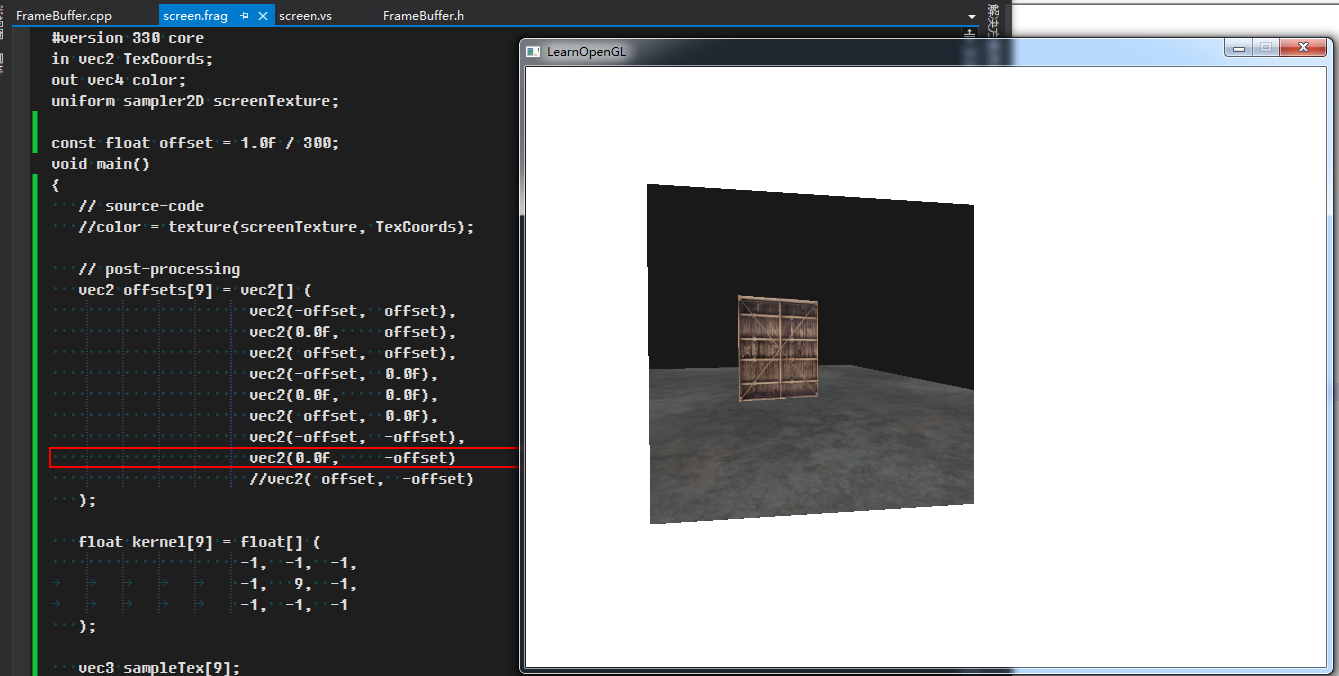 FrameBuffer.cpp screen.frag screen.vs FrameBuffer.h
LearnOpenGL
#version 330 core
in vec2 TexCoords;
out vec4 color;
uniform sampler2D screenTexture;
const float offset = 1.0f / 300;
void main()
{
// source-code
//color = texture(screenTexture, TexCoords);
// post-processing
vec2 offsets[9] = vec2[] (
vec2(-offset, offset),
vec2(0.0f, offset),
vec2( offset, offset),
vec2(-offset, 0.0f),
vec2(0.0f, 0.0f),
vec2( offset, 0.0f),
vec2(-offset, -offset),
vec2(0.0f, -offset)
//vec2( offset, -offset)
);
float kernel[9] = float[] (
-1, -1, -1,
-1, 9, -1,
-1, -1, -1
);
vec3 sampleTex[9];